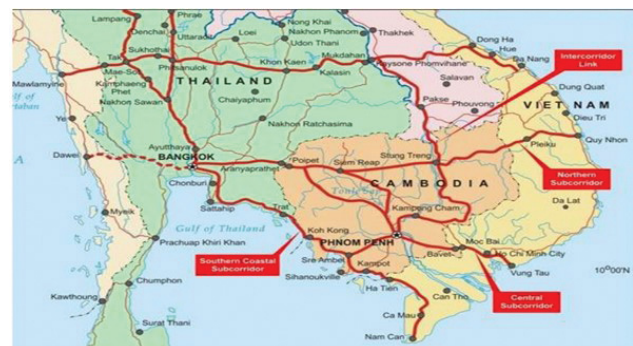 Lampang
Phrae
Denchai
Uttaradit
Loei
Nong Khai
Nakhon Phanom
Udon Thani
Thakhek
Dong Ha
Hue
Da Nang
Tak
Sukhothai
Phitsanulok
Khon Kaen
Mukdahan
Kaysone Phomvihane
Intercorridor
Link
Mawlamyine
Mae Sot
Kamphaeng
Phet
THAILAND
Kalasin
Salavan
Dung Quat
Nakhon Sawan
Chaiyaphum
Pakse
Phouvong
VIET NAM
Dieu Tri
Ye
Nakhon Ratchasima
Pleiku
Quy Nhon
Ayutthaya
Dawei
BANGKOK
Aranyaprathet
Poipet
Siem Reap
Stung Treng
Northern
Subcorridor
Chonburi
Tonle Sap
CAMBODIA
Da Lat
Sattahip
Trat
Kampong Cham
Myeik
Gulf of Thailand
Koh Kong
PHNOM PENH
Moc Bai
Prachuap Khiri Khan
Bavet
Ho Chi Minh City
Southern Coastal
Subcorridor
Sre Ambel
Kampot
Vung Tau
10°00'N
Sihanoukville
Ha Tien
Chumphon
Can Tho
Central
Subcorridor
Kawthoung
Ca Mau
Surat Thani
Nam Can